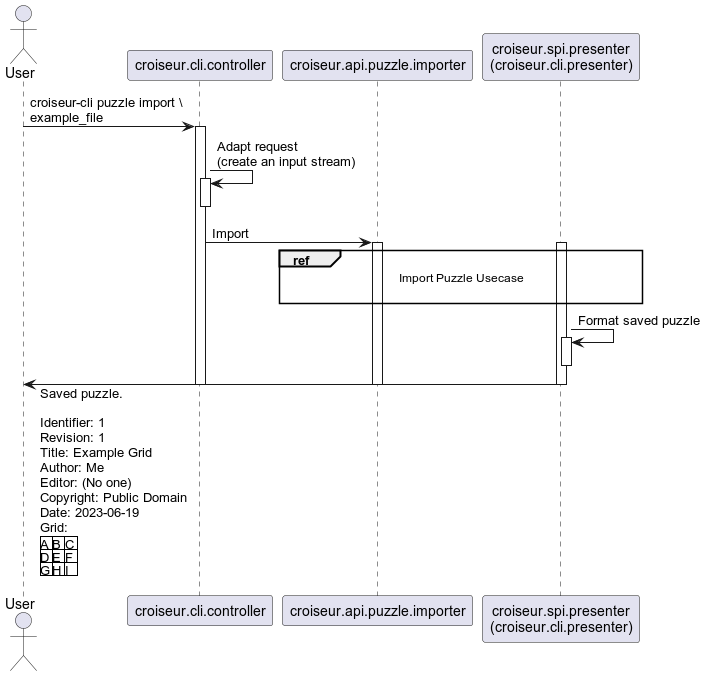 User
croiseur.cli.controller
croiseur.api.puzzle.importer
croiseur.spi.presenter
(croiseur.cli.presenter)
croiseur-cli puzzle import \
example_file
Adapt request
(create an input stream)
Import
ref
Import Puzzle Usecase
Format saved puzzle
Saved puzzle.
Identifier: 1
Revision: 1
Title: Example Grid
Author: Me
Editor: (No one)
Copyright: Public Domain
Date: 2023-06-19
Grid:
A B C
D E F
G H I
User
croiseur.cli.controller
croiseur.api.puzzle.importer
croiseur.spi.presenter
(croiseur.cli.presenter)